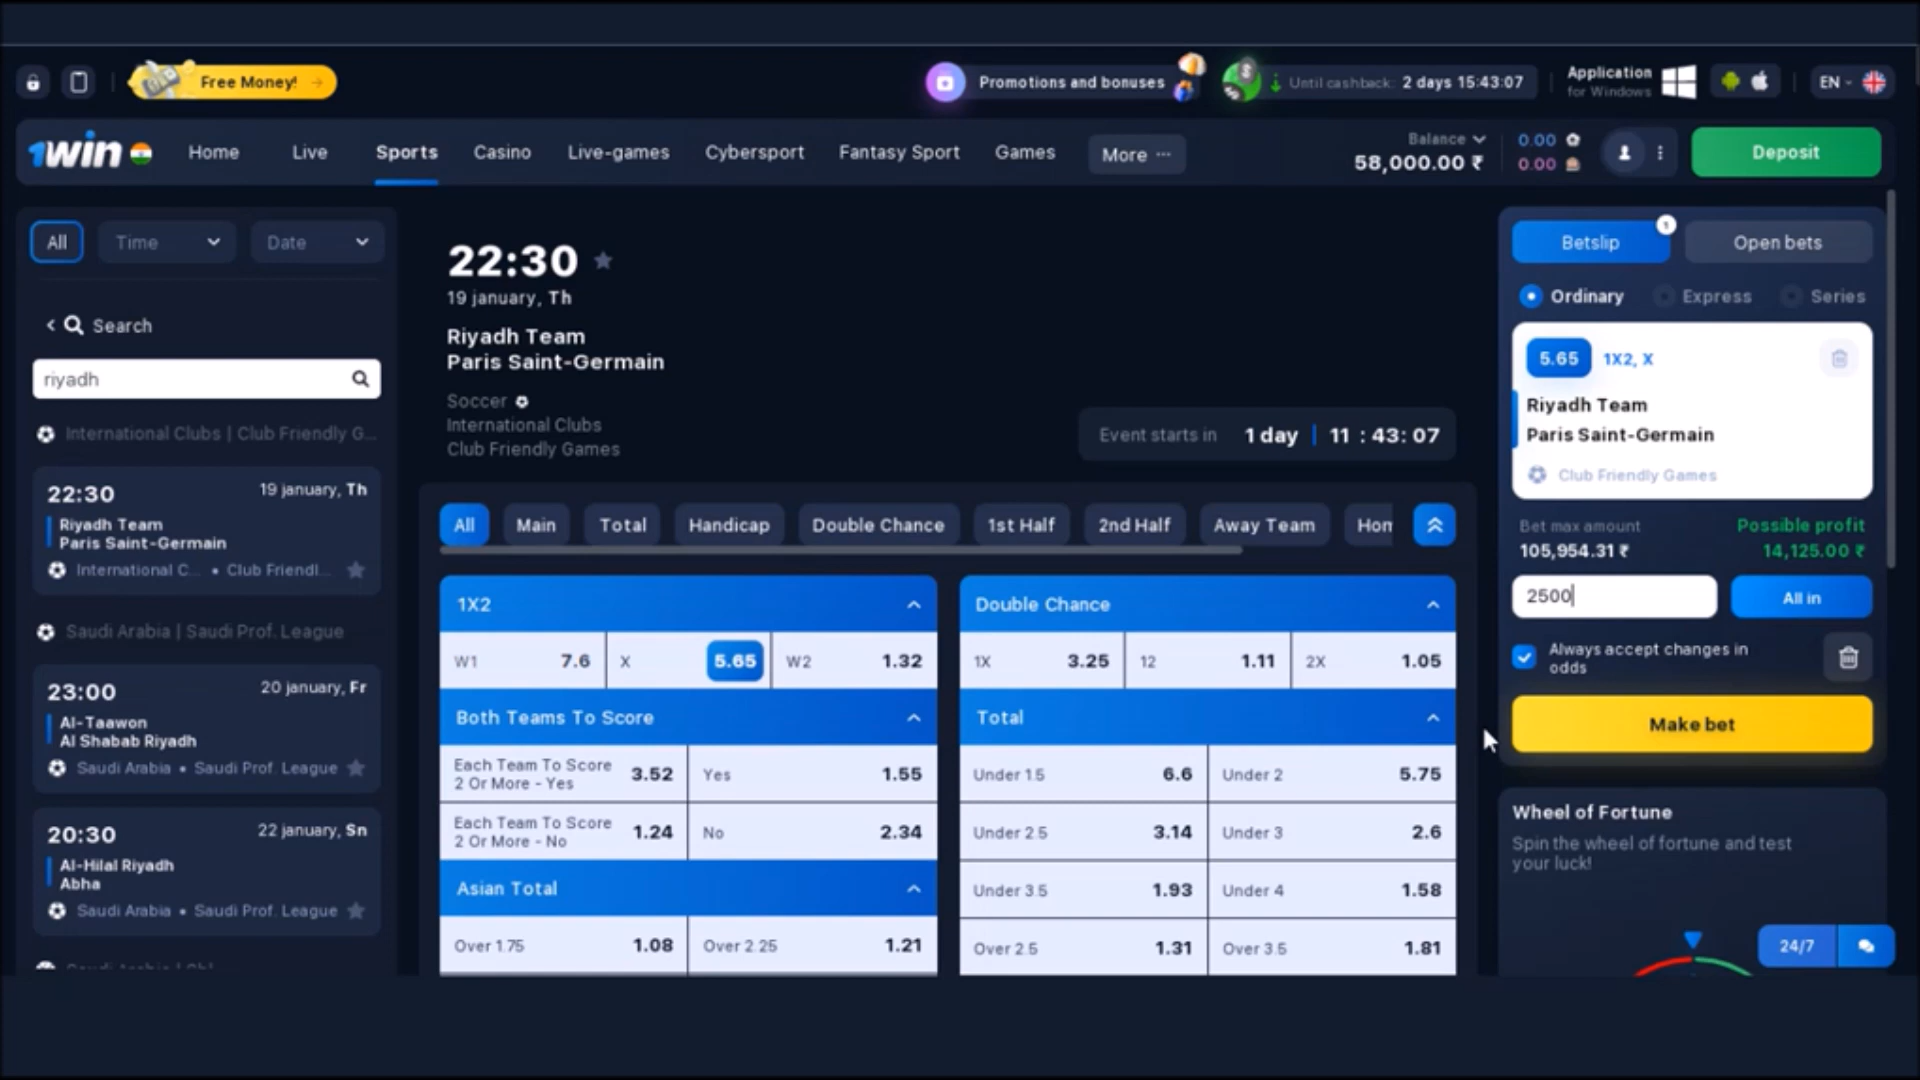 Free Money! →
Promotions and bonuses
Until cashback: 2 days 15:43:07
Application
for Windows
EN
1win
Home
Live
Sports
Casino
Live-games
Cybersport
Fantasy Sport
Games
More ···
Balance
58,000.00 ₹
0.00
0.00
Deposit
All
Time
Date
Search
riyadh
International Clubs | Club Friendly G...
22:30
19 january, Th
Riyadh Team
Paris Saint-Germain
International C... • Club Friendl...
Saudi Arabia | Saudi Prof. League
23:00
20 january, Fr
Al-Taawon
Al Shabab Riyadh
Saudi Arabia • Saudi Prof. League
20:30
22 january, Sn
Al-Hilal Riyadh
Abha
Saudi Arabia • Saudi Prof. League
22:30
19 january, Th
Riyadh Team
Paris Saint-Germain
Soccer
International Clubs
Club Friendly Games
Event starts in 1 day | 11 : 43 : 07
All
Main
Total
Handicap
Double Chance
1st Half
2nd Half
Away Team
Hom
1X2
W1 7.6
X 5.65
W2 1.32
Both Teams To Score
Each Team To Score
2 Or More - Yes
3.52
Yes 1.55
Each Team To Score
2 Or More - No
1.24
No 2.34
Asian Total
Over 1.75 1.08
Over 2.25 1.21
Double Chance
1X 3.25
12 1.11
2X 1.05
Total
Under 1.5 6.6
Under 2 5.75
Under 2.5 3.14
Under 3 2.6
Under 3.5 1.93
Under 4 1.58
Over 2.5 1.31
Over 3.5 1.81
Betslip
1
Open bets
Ordinary
Express
Series
5.65 1X2, X
Riyadh Team
Paris Saint-Germain
Club Friendly Games
Bet max amount
105,954.31 ₹
Possible profit
14,125.00 ₹
2500
All in
Always accept changes in
odds
Make bet
Wheel of Fortune
Spin the wheel of fortune and test
your luck!
24/7